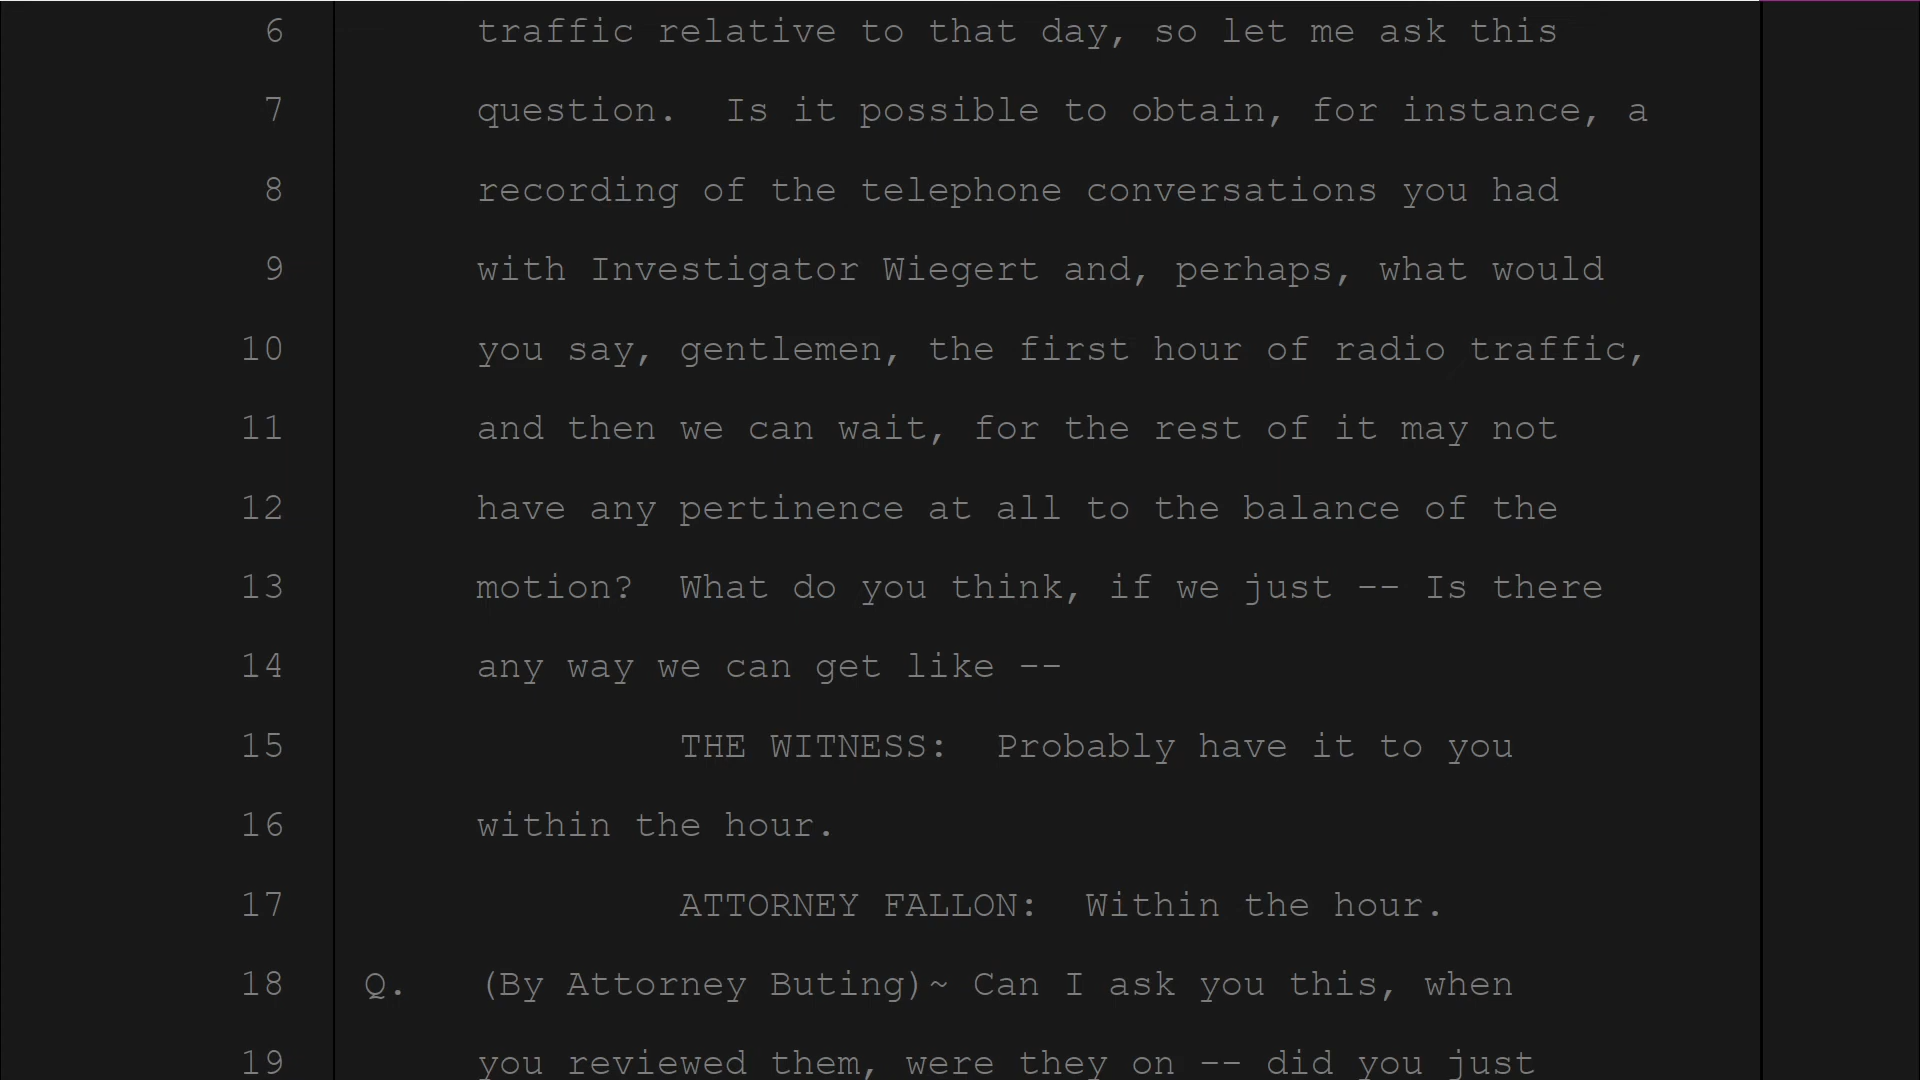 6 traffic relative to that day, so let me ask this
7 question.  Is it possible to obtain, for instance, a
8 recording of the telephone conversations you had
9 with Investigator Wiegert and, perhaps, what would
10 you say, gentlemen, the first hour of radio traffic,
11 and then we can wait, for the rest of it may not
12 have any pertinence at all to the balance of the
13 motion?  What do you think, if we just -- Is there
14 any way we can get like --
15 THE WITNESS:  Probably have it to you
16 within the hour.
17 ATTORNEY FALLON:  Within the hour.
18 Q. (By Attorney Buting)~ Can I ask you this, when
19 you reviewed them, were they on -- did you just